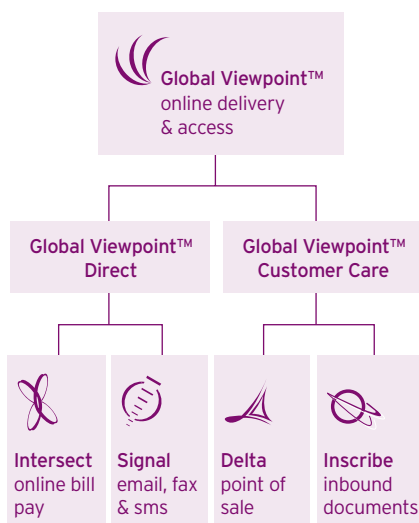 Global Viewpoint™
online delivery
& access
Global Viewpoint™
Direct
Global Viewpoint™
Customer Care
Intersect
online bill
pay
Signal
email, fax
& sms
Delta
point of
sale
Inscribe
inbound
documents